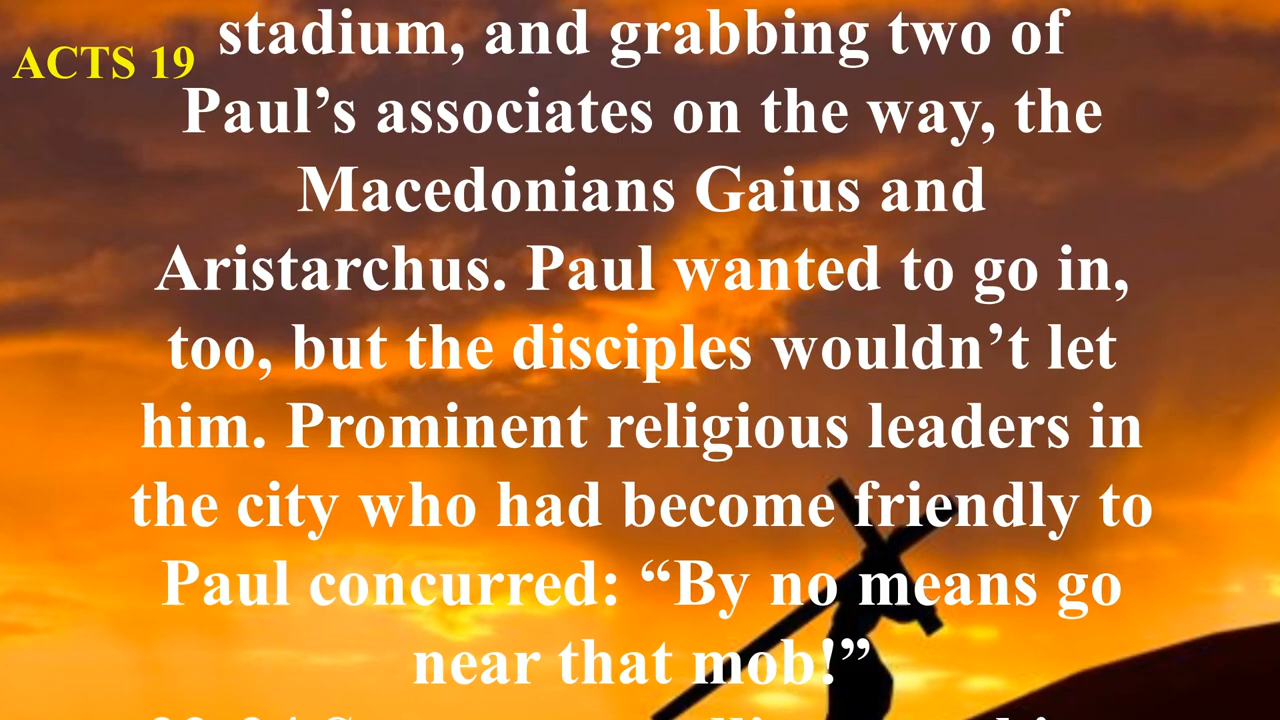 ACTS 19
stadium, and grabbing two of
Paul’s associates on the way, the
Macedonians Gaius and
Aristarchus. Paul wanted to go in,
too, but the disciples wouldn’t let
him. Prominent religious leaders in
the city who had become friendly to
Paul concurred: “By no means go
near that mob!”